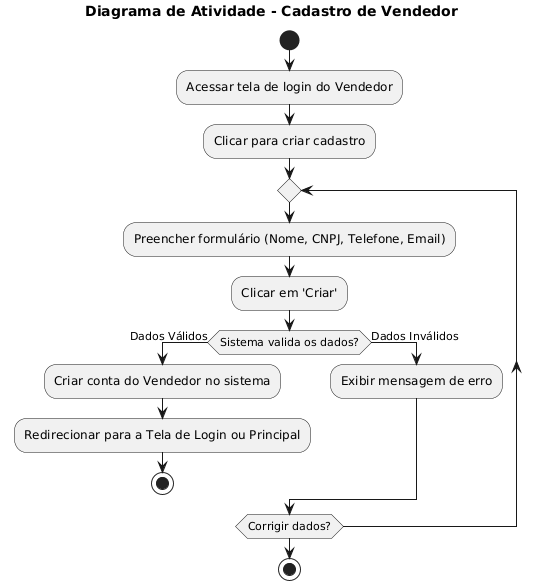 Diagrama de Atividade - Cadastro de Vendedor
Acessar tela de login do Vendedor
Clicar para criar cadastro
Preencher formulário (Nome, CNPJ, Telefone, Email)
Clicar em 'Criar'
Dados Válidos
Sistema valida os dados?
Dados Inválidos
Criar conta do Vendedor no sistema
Exibir mensagem de erro
Redirecionar para a Tela de Login ou Principal
Corrigir dados?